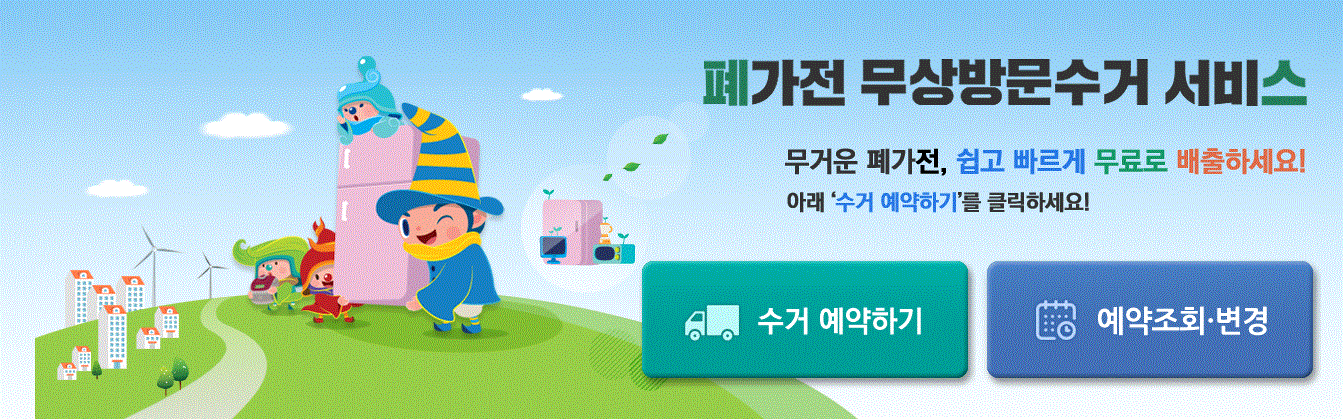 폐가전 무상방문수거 서비스
무거운 폐가전, 쉽고 빠르게 무료로 배출하세요!
아래 ‘수거 예약하기’를 클릭하세요!
수거 예약하기
예약조회·변경